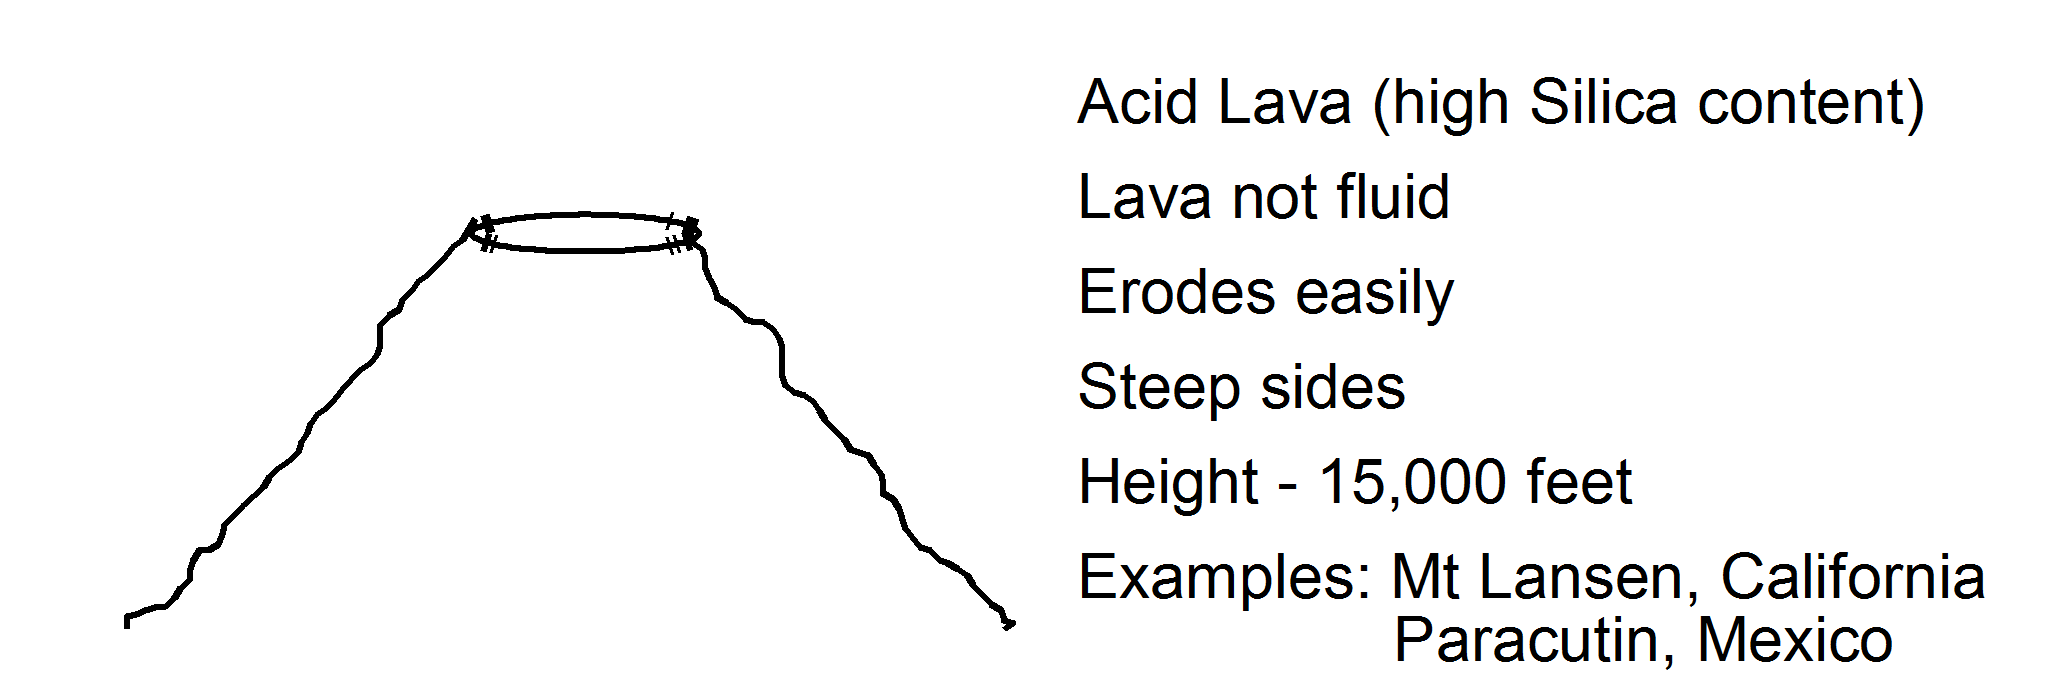 Acid Lava (high Silica content)
Lava not fluid
Erodes easily
Steep sides
Height - 15,000 feet
Examples: Mt Lansen, California
Paracutin, Mexico